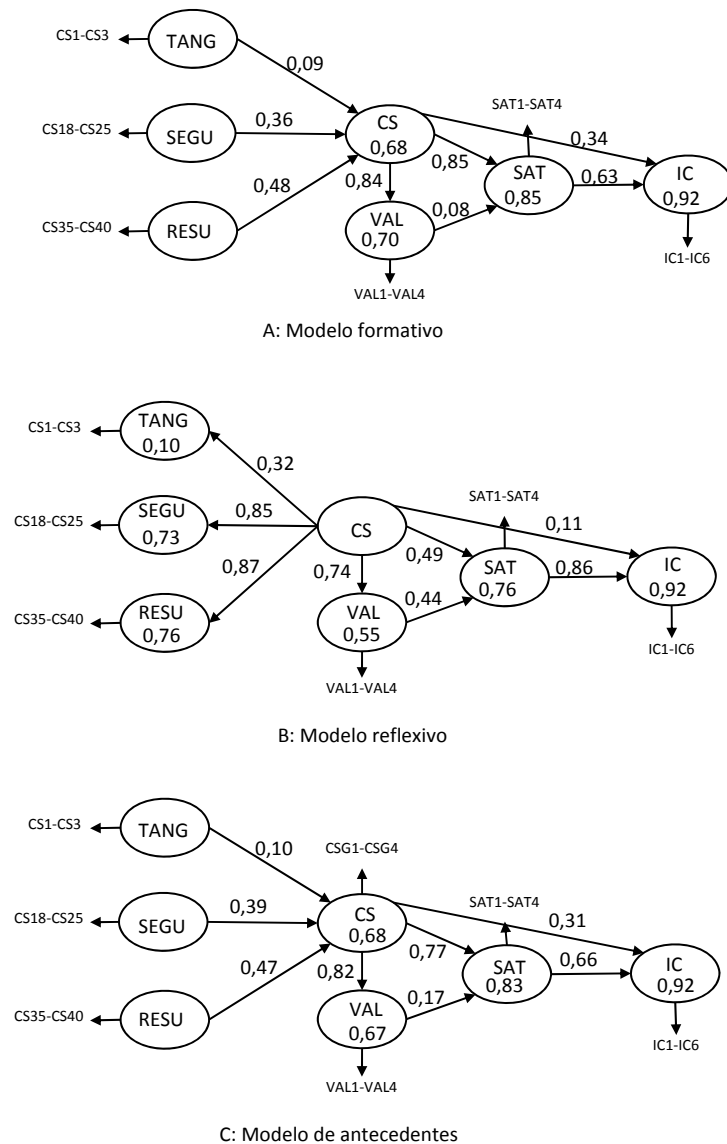 CS1-CS3
TANG
0,09
SAT1-SAT4
CS
0,68
CS18-CS25
SEGU
0,36
0,34
0,85
SAT
0,85
IC
0,92
0,84
0,63
0,48
VAL
0,70
0,08
CS35-CS40
RESU
IC1-IC6
VAL1-VAL4
A: Modelo formativo
CS1-CS3
TANG
0,10
0,32
SAT1-SAT4
CS18-CS25
SEGU
0,73
0,85
CS
0,11
0,49
SAT
0,76
IC
0,92
0,74
0,86
0,87
VAL
0,55
0,44
CS35-CS40
RESU
0,76
IC1-IC6
VAL1-VAL4
B: Modelo reflexivo
CS1-CS3
TANG
0,10
CSG1-CSG4
SAT1-SAT4
CS18-CS25
SEGU
0,39
CS
0,68
0,31
0,77
SAT
0,83
IC
0,92
0,82
0,66
0,47
VAL
0,67
0,17
CS35-CS40
RESU
IC1-IC6
VAL1-VAL4
C: Modelo de antecedentes